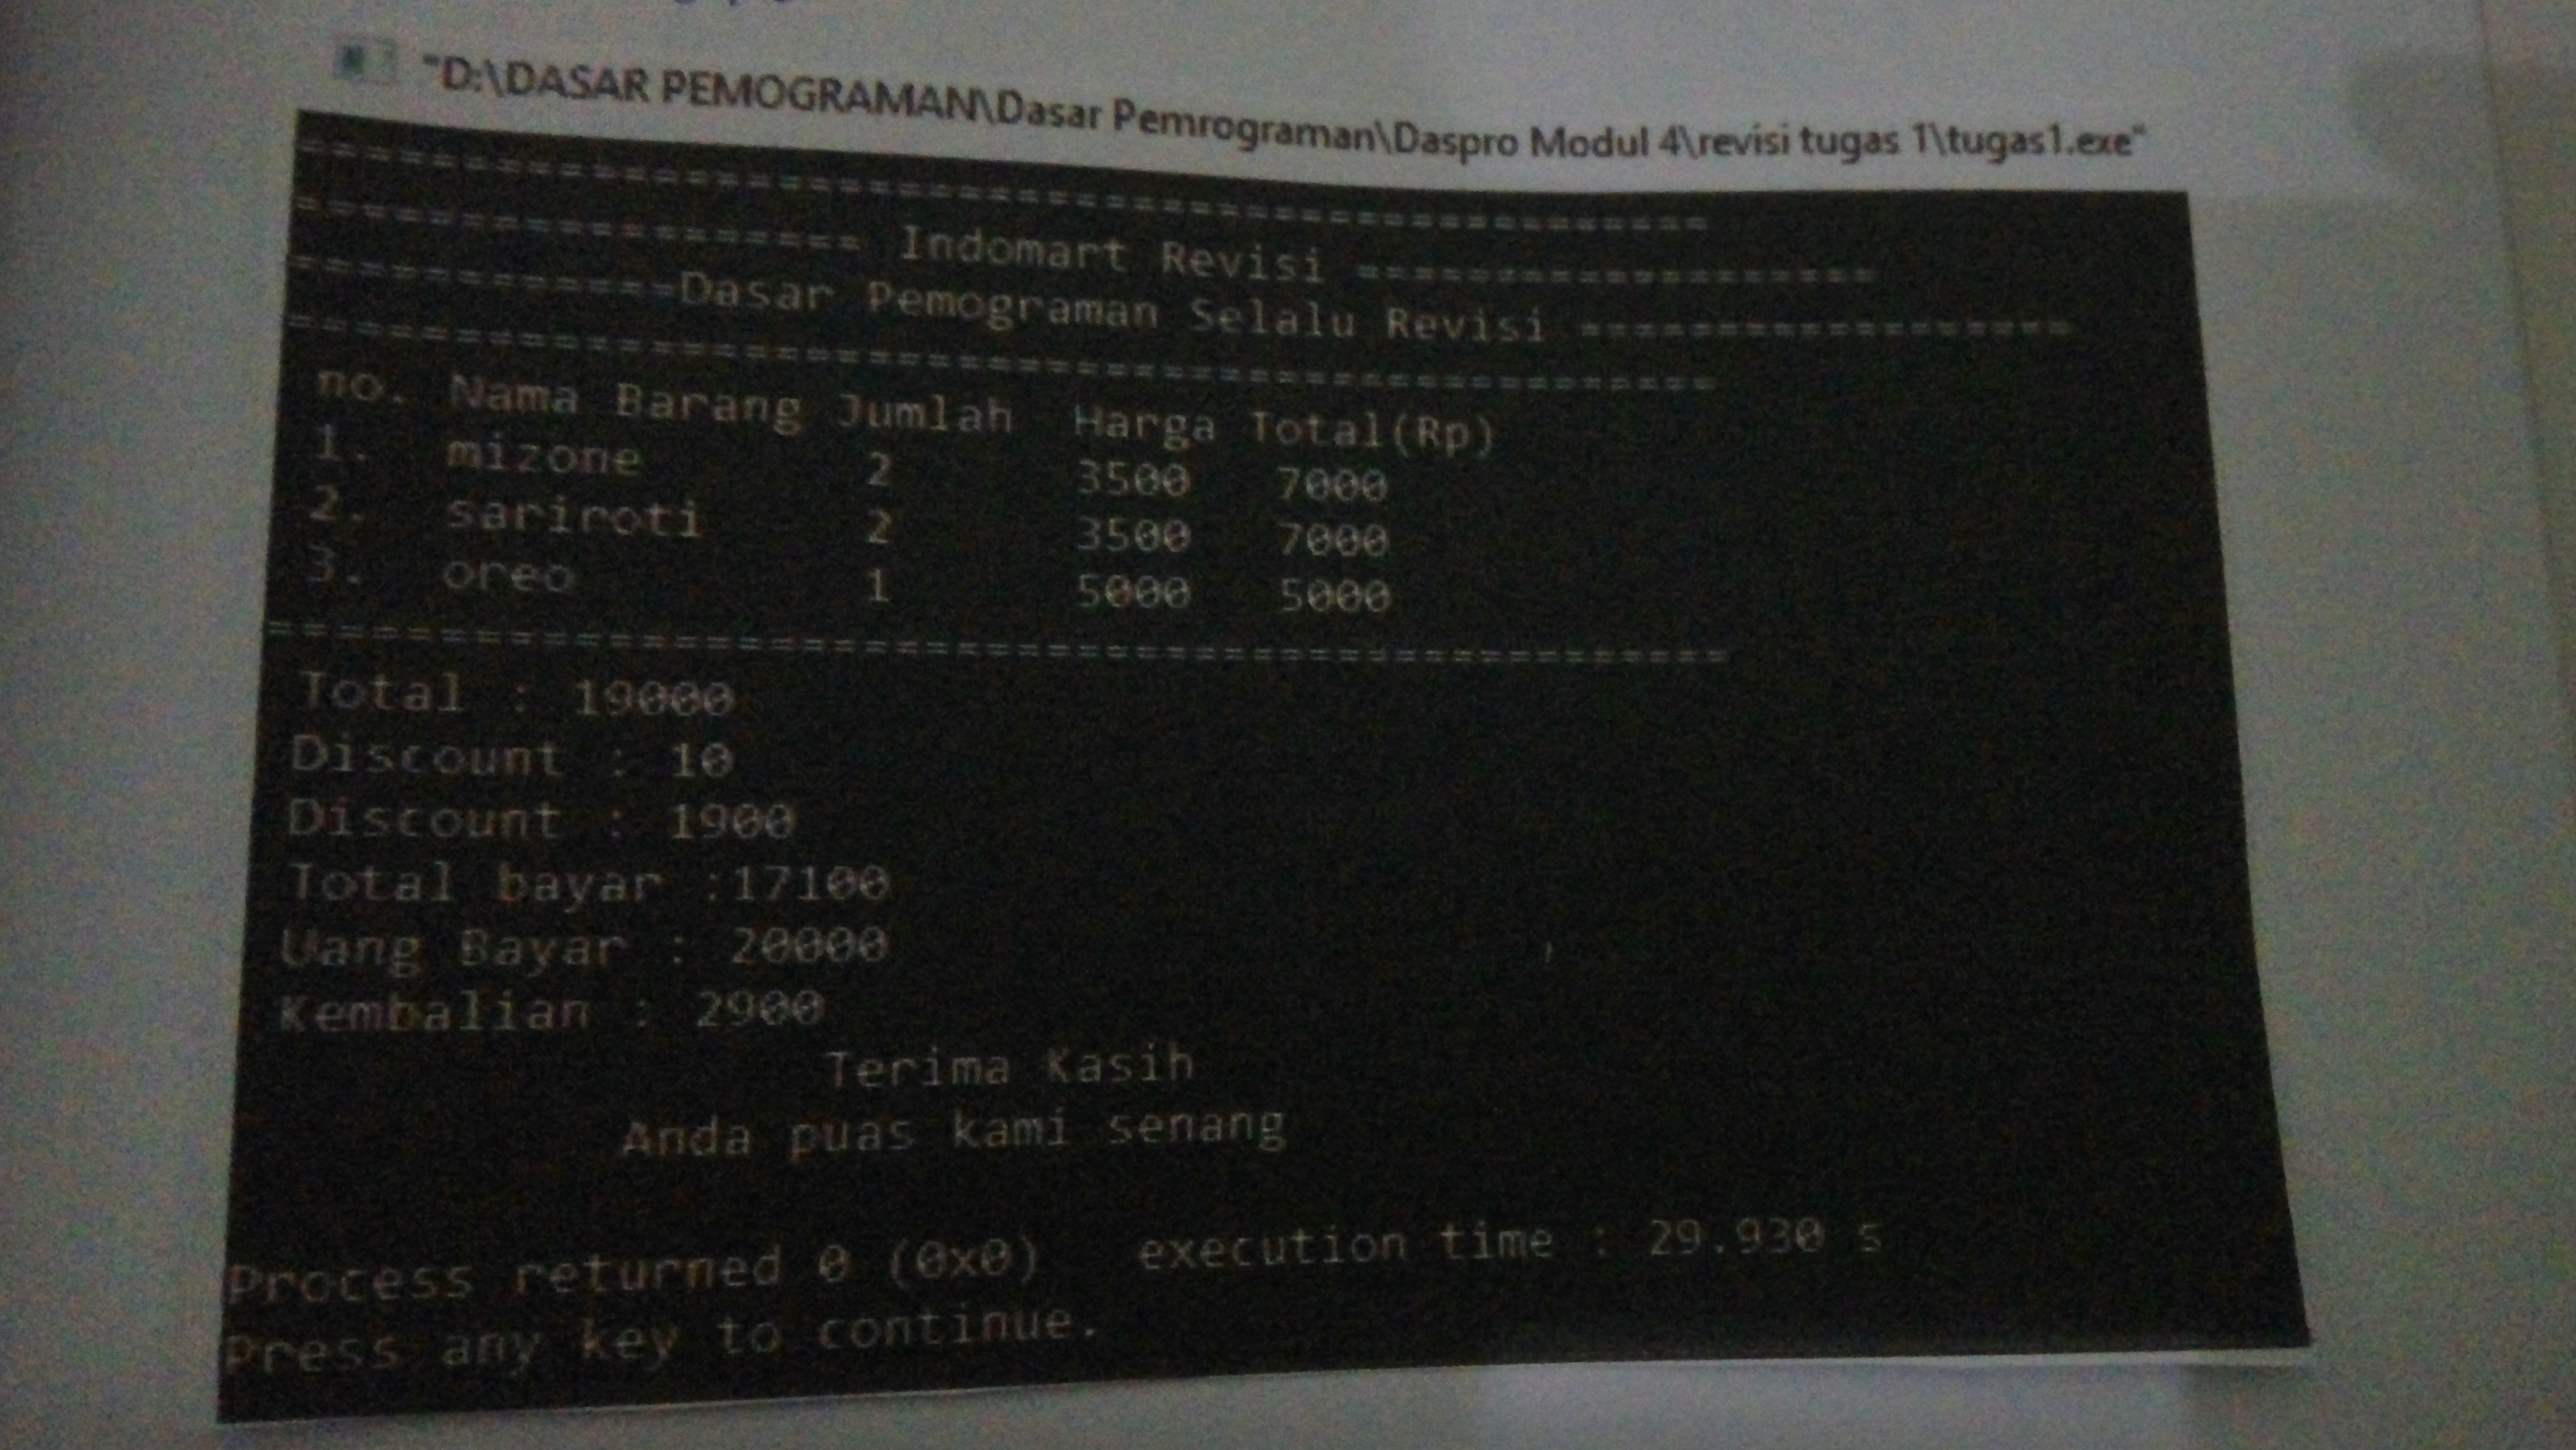 "D:\DASAR PEMOGRAMAN\Dasar Pemrograman\Daspro Modul 4\revisi tugas 1\tugas1.exe"
==================================================
==================== Indomart Revisi ===================
==============Dasar Pemograman Selalu Revisi ==================
==================================================
no. Nama Barang Jumlah Harga Total(Rp)
1. mizone 2 3500 7000
2. sariroti 2 3500 7000
3. oreo 1 5000 5000
==================================================
Total : 19000
Discount : 10
Discount : 1900
Total bayar :17100
Uang Bayar : 20000
Kembalian : 2900
Terima Kasih
Anda puas kami senang
Process returned 0 (0x0) execution time : 29.930 s
Press any key to continue.